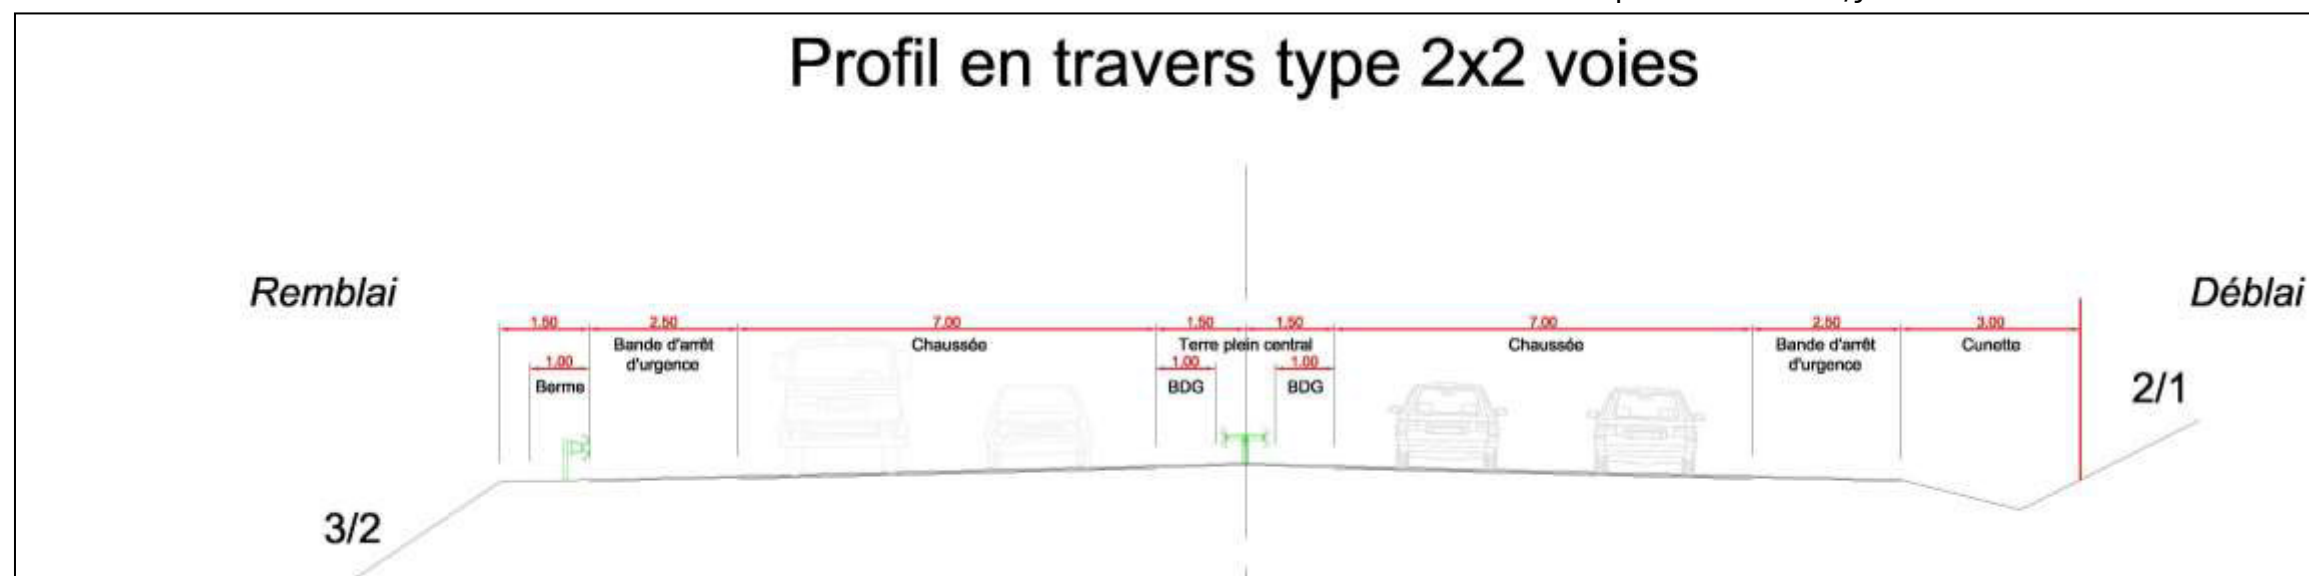 Profil en travers type 2x2 voies
Remblai
Déblai
1.50 2.50 7.00 1.50 1.50 7.00 2.50 3.00
Bande d'arrêt
d'urgence
Chaussée
Terre plein central
Chaussée
Bande d'arrêt
d'urgence
Cunette
1.00
Berme
1.00
BDG
1.00
BDG
2/1
3/2